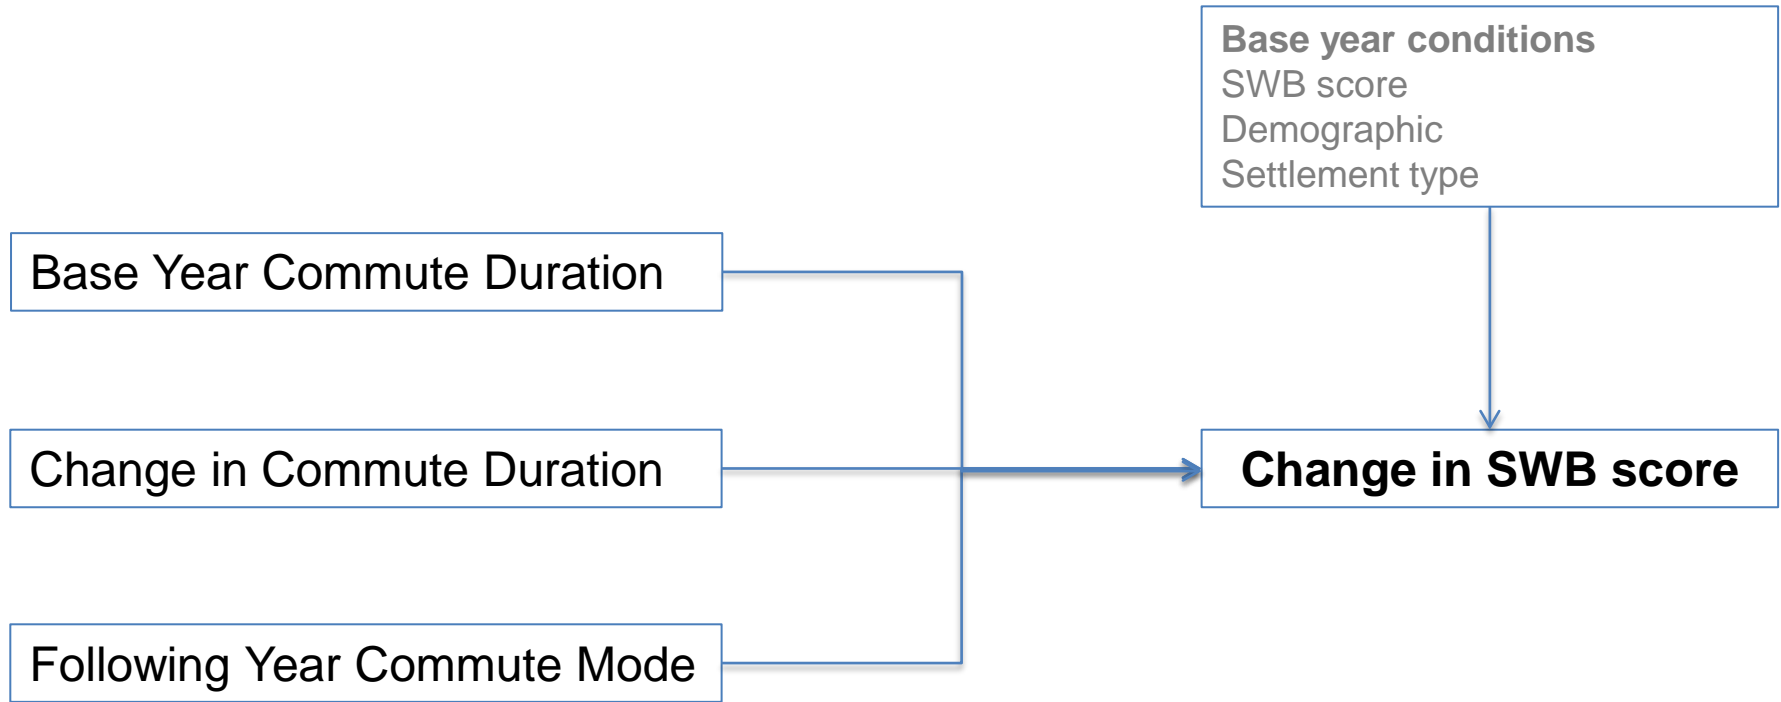 Base year conditions
SWB score
Demographic
Settlement type
Base Year Commute Duration
Change in Commute Duration
Change in SWB score
Following Year Commute Mode